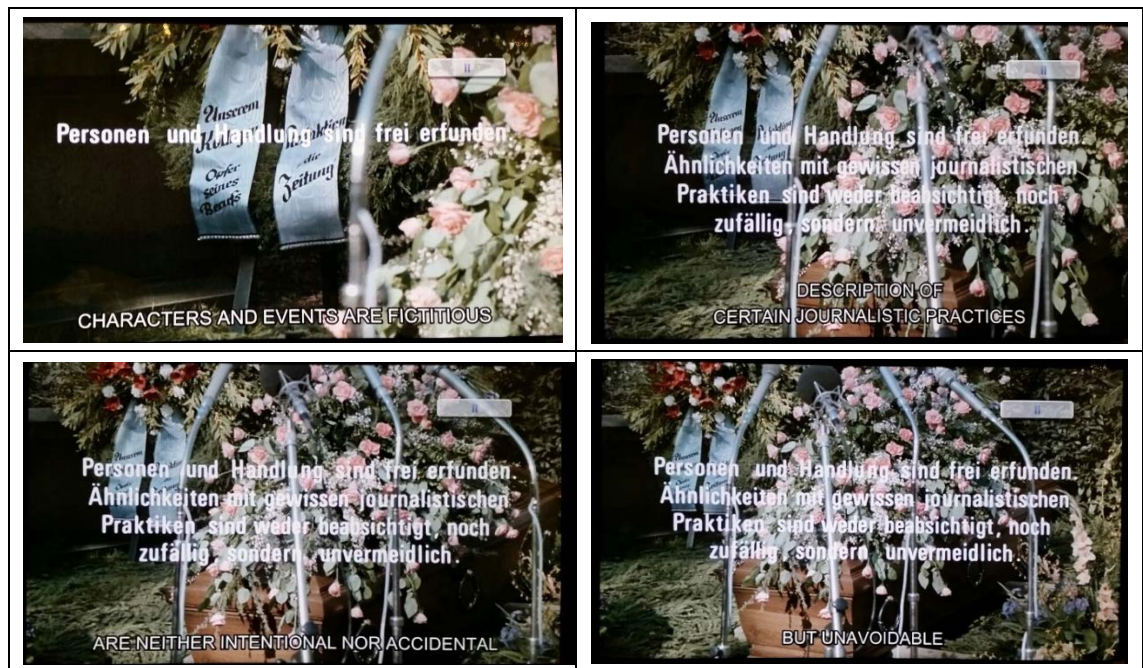 Personen und Handlung sind frei erfunden.
Unserem
Opfer
seines
Berufs
die
Zeitung
CHARACTERS AND EVENTS ARE FICTITIOUS
Personen und Handlung sind frei erfunden.
Ähnlichkeiten mit gewissen journalistischen
Praktiken sind weder beabsichtigt, noch
zufällig, sondern unvermeidlich.
Unserem
DESCRIPTION OF
CERTAIN JOURNALISTIC PRACTICES
Personen und Handlung sind frei erfunden.
Ähnlichkeiten mit gewissen journalistischen
Praktiken sind weder beabsichtigt, noch
zufällig, sondern unvermeidlich.
ARE NEITHER INTENTIONAL NOR ACCIDENTAL
Personen und Handlung sind frei erfunden.
Ähnlichkeiten mit gewissen journalistischen
Praktiken sind weder beabsichtigt, noch
zufällig, sondern unvermeidlich.
BUT UNAVOIDABLE